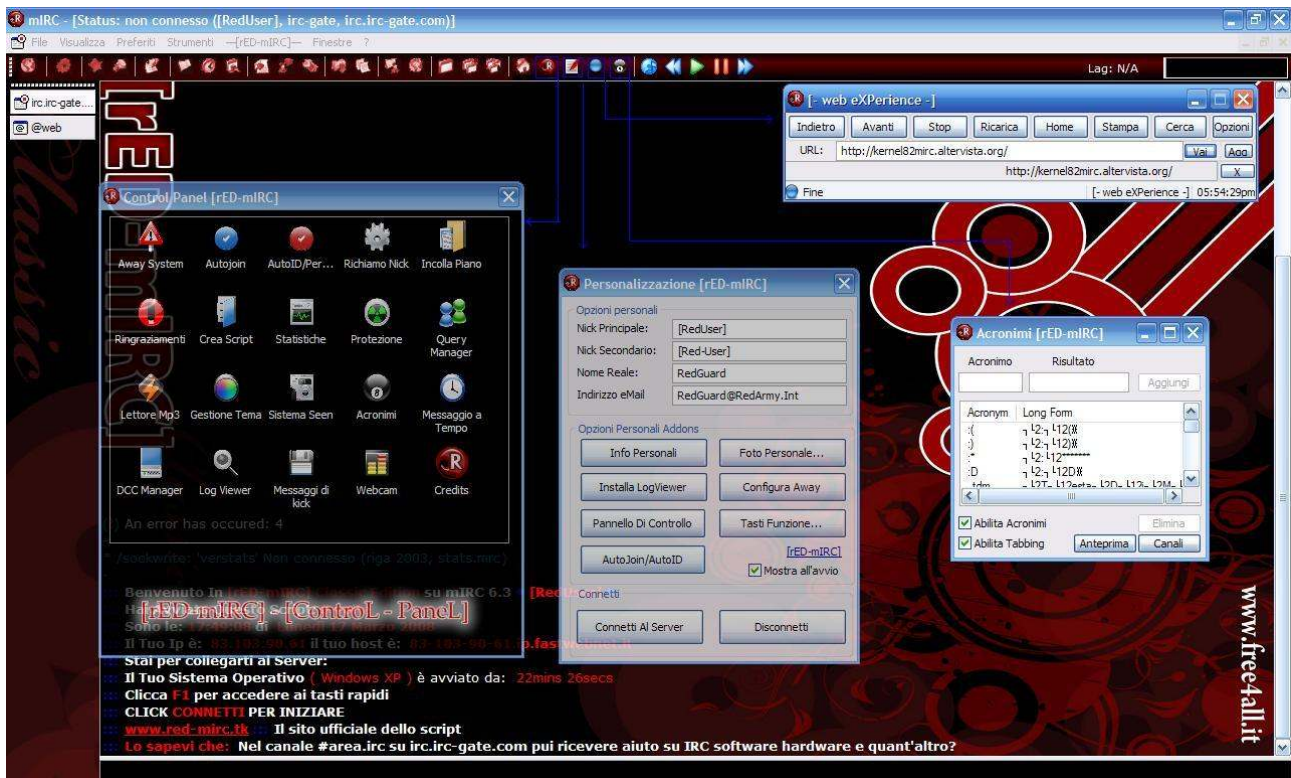 mIRC - [Status: non connesso ([RedUser], irc-gate, irc.irc-gate.com)]
File Visualizza Preferiti Strumenti —[rED-mIRC]— Finestre ?
Lag: N/A
irc.irc-gate....
@web
[rED-mIRC]
[- web eXPerience -]
Indietro Avanti Stop Ricarica Home Stampa Cerca Opzioni
URL: http://kernel82mirc.altervista.org/ Vai Agg
http://kernel82mirc.altervista.org/ X
Fine [- web eXPerience -] 05:54:29pm
Control Panel [rED-mIRC]
Away System Autojoin AutoID/Per... Richiamo Nick Incolla Piano
Ringraziamenti Crea Script Statistiche Protezione Query Manager
Lettore Mp3 Gestione Tema Sistema Seen Acronimi Messaggio a Tempo
DCC Manager Log Viewer Messaggi di kick Webcam Credits
An error has occured: 4
* /sockwrite: 'verstats' Non connesso (riga 2003, stats.mrc)
[rED-mIRC] - [ControL - PaneL]
Personalizzazione [rED-mIRC]
Opzioni personali
Nick Principale: [RedUser]
Nick Secondario: [Red-User]
Nome Reale: RedGuard
Indirizzo eMail RedGuard@RedArmy.Int
Opzioni Personali Addons
Info Personali Foto Personale...
Installa LogViewer Configura Away
Pannello Di Controllo Tasti Funzione...
AutoJoin/AutoID [rED-mIRC]
Mostra all'avvio
Connetti
Connetti Al Server Disconnetti
Acronimi [rED-mIRC]
Acronimo Risultato
Aggiungi
Acronym Long Form
:(
:)
:*
:D
Abilita Acronimi Elimina
Abilita Tabbing Anteprima Canali
Benvenuto In su mIRC 6.3
Sono le:
Il Tuo Ip è: 83.103.90.61 il tuo host è:
Stai per collegarti al Server:
Il Tuo Sistema Operativo ( Windows XP ) è avviato da: 22mins 26secs
Clicca F1 per accedere ai tasti rapidi
CLICK CONNETTI PER INIZIARE
www.red-mirc.tk ::: Il sito ufficiale dello script
Lo sapevi che: Nel canale #area.irc su irc.irc-gate.com puoi ricevere aiuto su IRC software hardware e quant'altro?
www.free4all.it